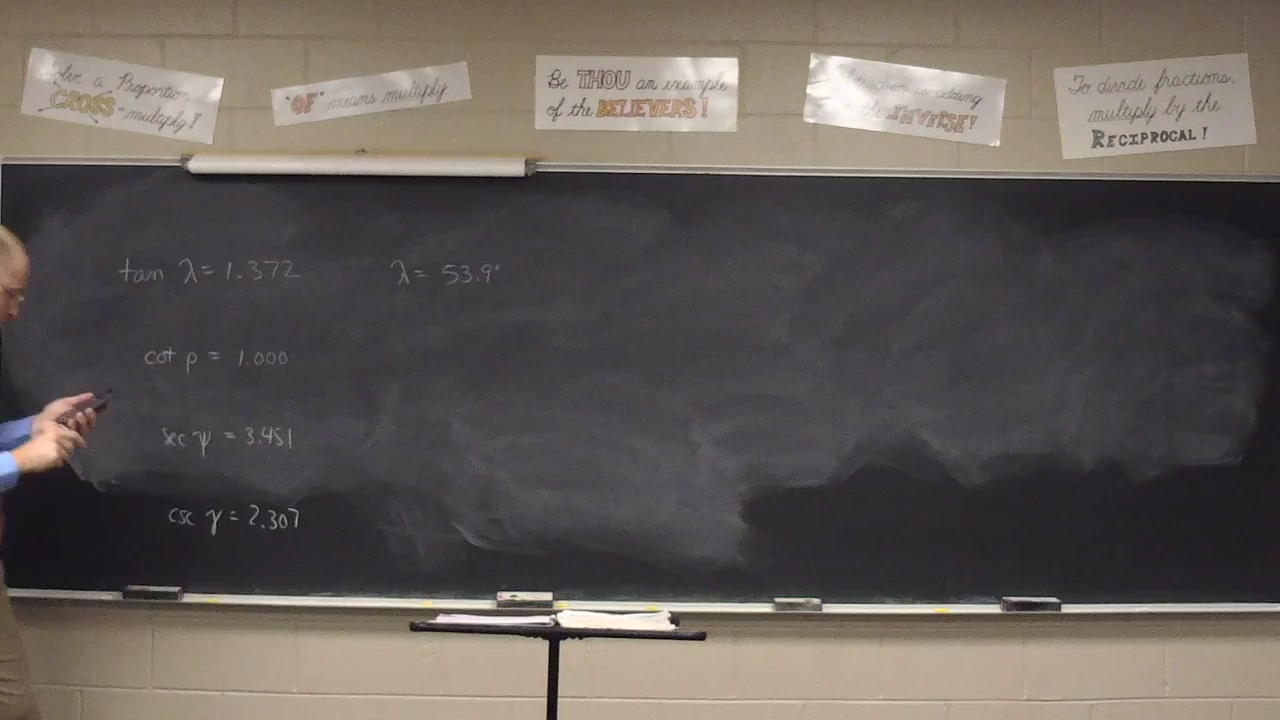 Solve a Proportion,
CROSS-multiply!
"OF" means multiply
Be THOU an example
of the BELIEVERS!
Subtraction is adding
the INVERSE!
To divide fractions,
multiply by the
RECIPROCAL!
tan λ = 1.372 λ = 53.9°
cot ρ = 1.000
sec ψ = 3.451
csc γ = 2.307